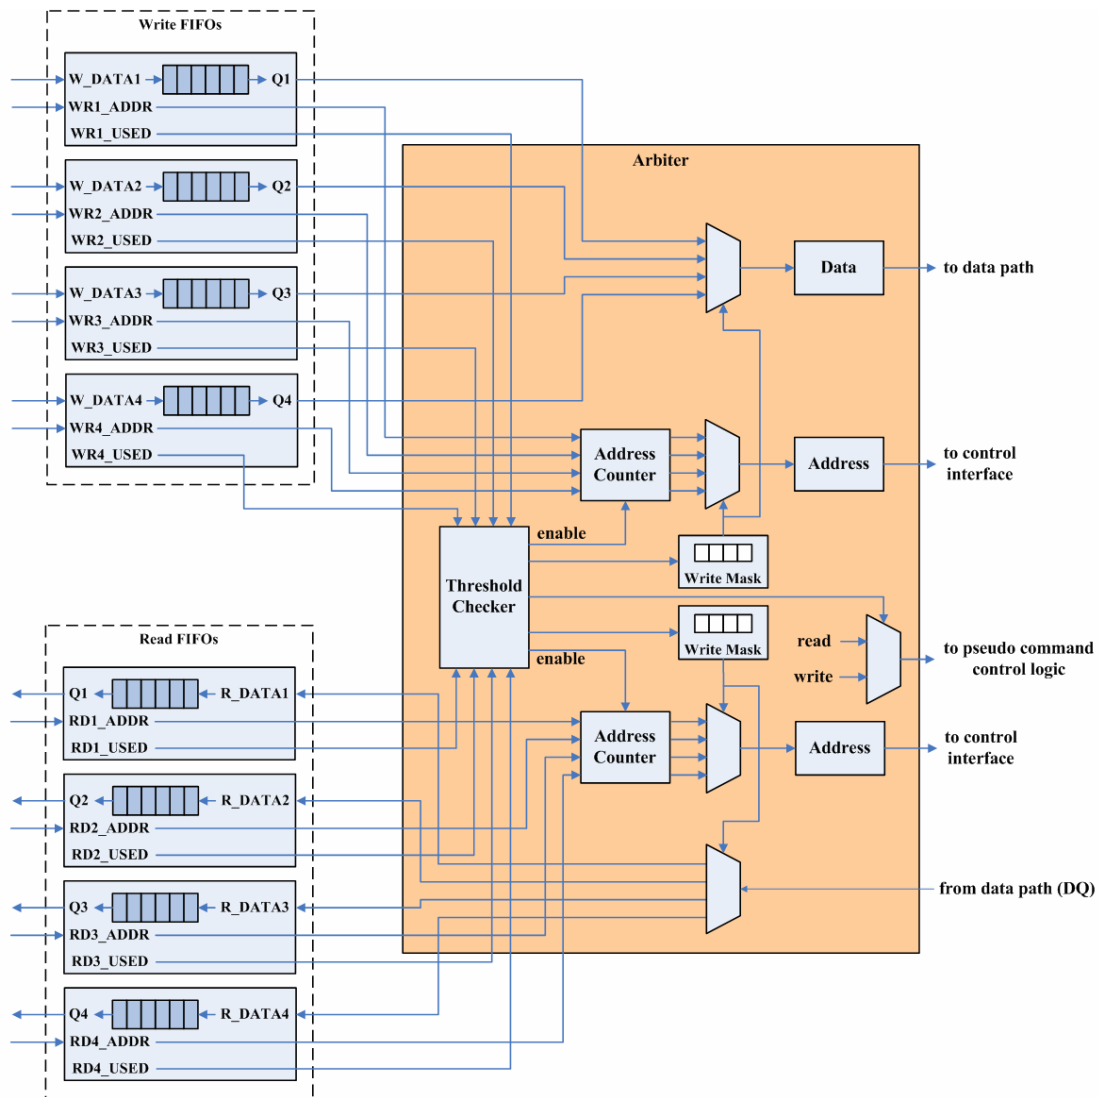 Write FIFOs
W_DATA1
Q1
WR1_ADDR
WR1_USED
W_DATA2
Q2
WR2_ADDR
WR2_USED
W_DATA3
Q3
WR3_ADDR
WR3_USED
W_DATA4
Q4
WR4_ADDR
WR4_USED
Arbiter
Data
to data path
Address
Counter
Address
to control
interface
enable
Write Mask
Threshold
Checker
Write Mask
enable
read
write
to pseudo command
control logic
Address
Counter
Address
to control
interface
from data path (DQ)
Read FIFOs
Q1
R_DATA1
RD1_ADDR
RD1_USED
Q2
R_DATA2
RD2_ADDR
RD2_USED
Q3
R_DATA3
RD3_ADDR
RD3_USED
Q4
R_DATA4
RD4_ADDR
RD4_USED